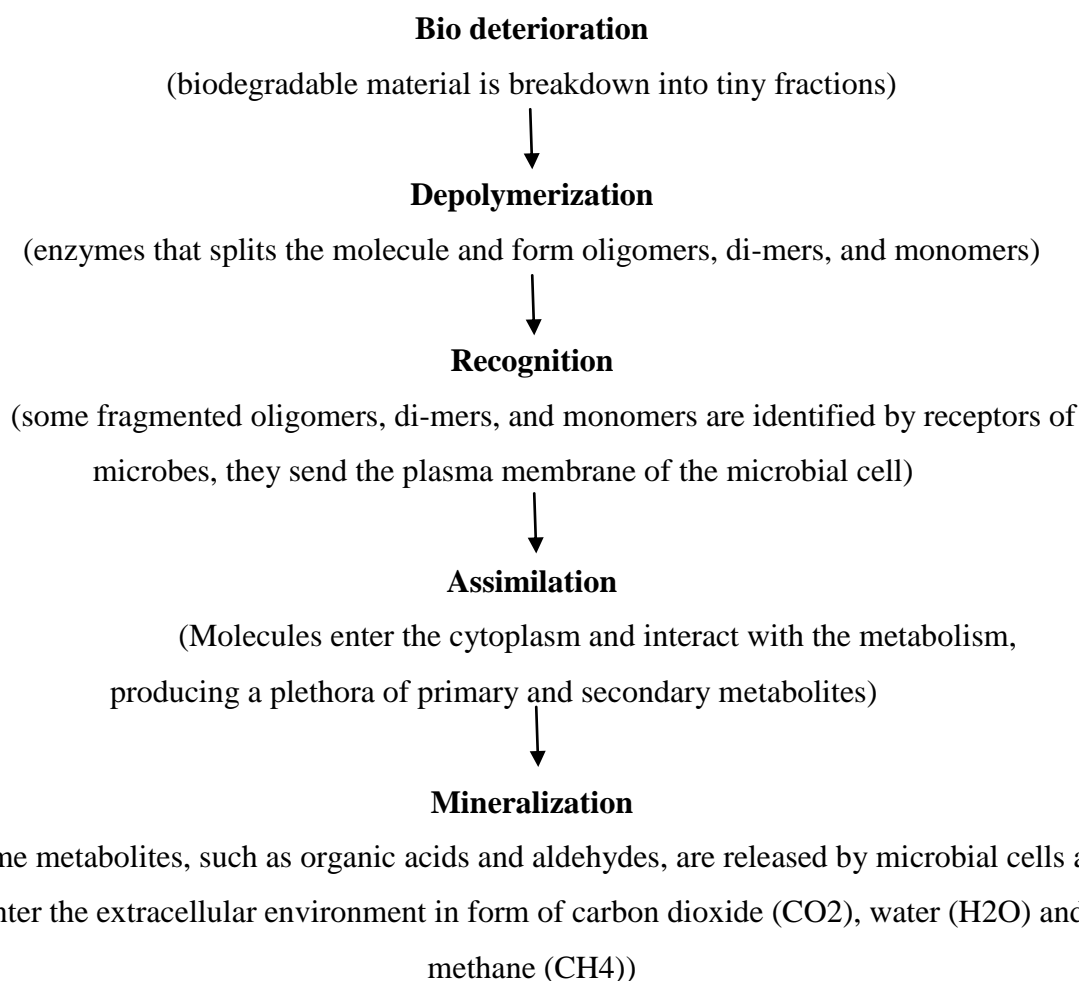 Bio deterioration
(biodegradable material is breakdown into tiny fractions)
Depolymerization
(enzymes that splits the molecule and form oligomers, di-mers, and monomers)
Recognition
(some fragmented oligomers, di-mers, and monomers are identified by receptors of
microbes, they send the plasma membrane of the microbial cell)
Assimilation
(Molecules enter the cytoplasm and interact with the metabolism,
producing a plethora of primary and secondary metabolites)
Mineralization
metabolites, such as organic acids and aldehydes, are released by microbial cells
the extracellular environment in form of carbon dioxide (CO2), water (H2O) and
methane (CH4))